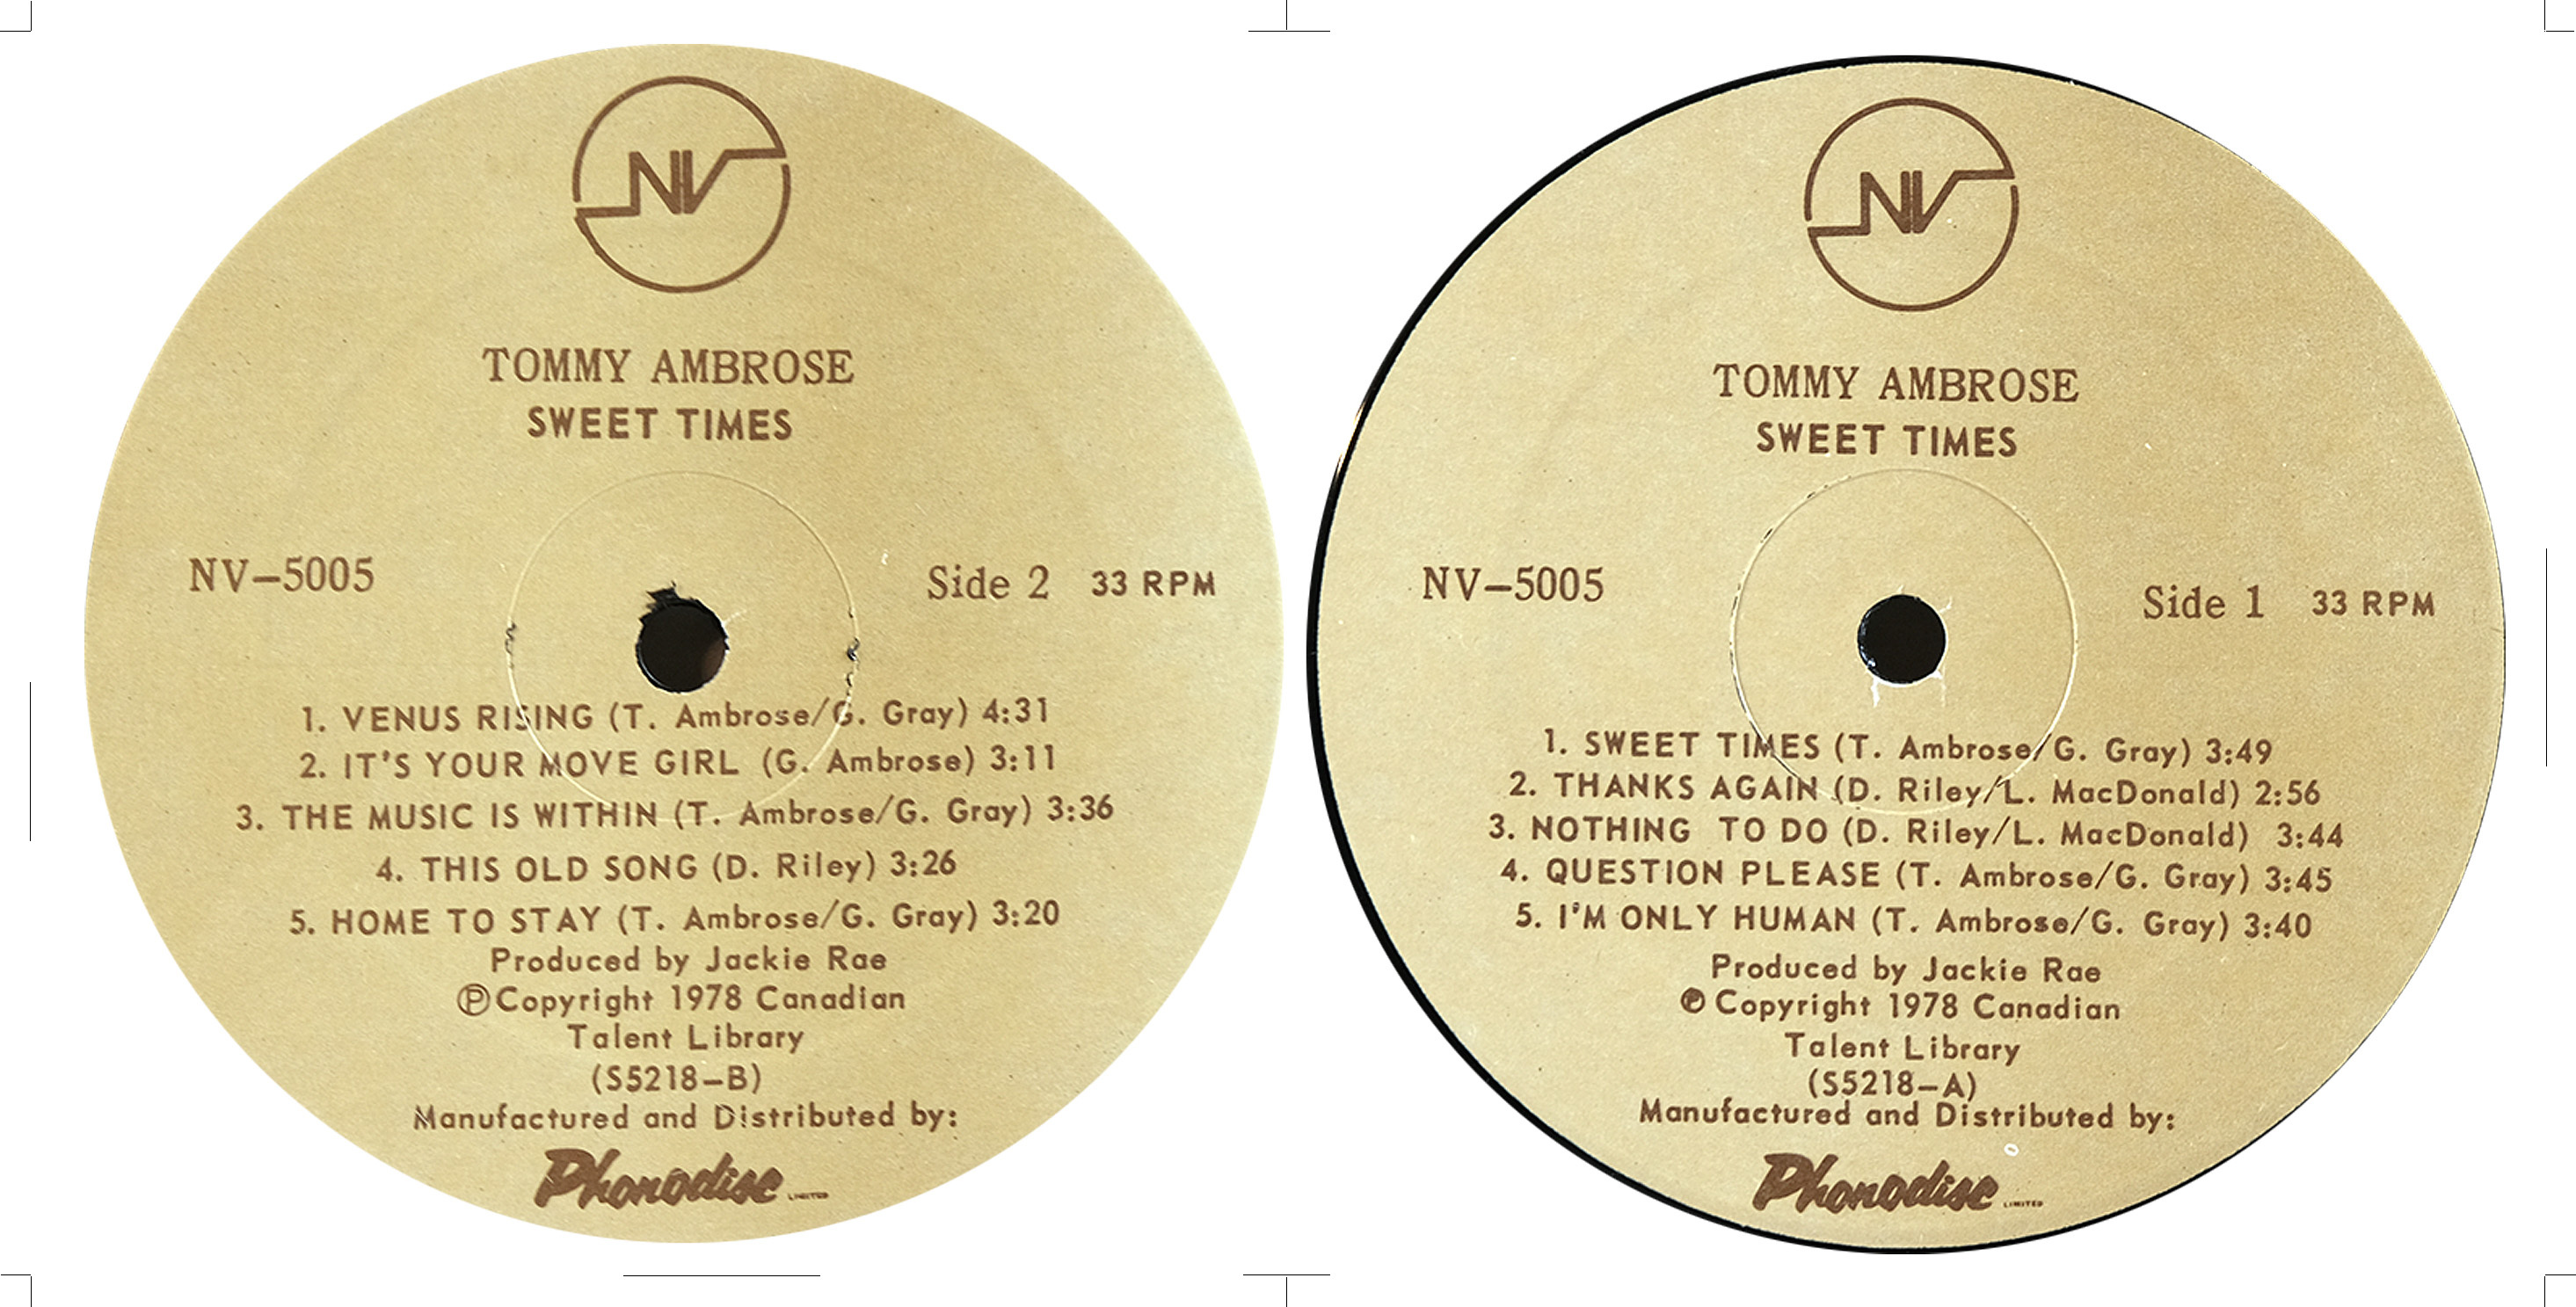 NV
TOMMY AMBROSE
SWEET TIMES
NV-5005
Side 2 33 RPM
1. VENUS RISING (T. Ambrose/G. Gray) 4:31
2. IT'S YOUR MOVE GIRL (G. Ambrose) 3:11
3. THE MUSIC IS WITHIN (T. Ambrose/G. Gray) 3:36
4. THIS OLD SONG (D. Riley) 3:26
5. HOME TO STAY (T. Ambrose/G. Gray) 3:20
Produced by Jackie Rae
℗ Copyright 1978 Canadian
Talent Library
(S5218-B)
Manufactured and Distributed by:
Phonodisc LIMITED
NV
TOMMY AMBROSE
SWEET TIMES
NV-5005
Side 1 33 RPM
1. SWEET TIMES (T. Ambrose/G. Gray) 3:49
2. THANKS AGAIN (D. Riley/L. MacDonald) 2:56
3. NOTHING TO DO (D. Riley/L. MacDonald) 3:44
4. QUESTION PLEASE (T. Ambrose/G. Gray) 3:45
5. I'M ONLY HUMAN (T. Ambrose/G. Gray) 3:40
Produced by Jackie Rae
℗ Copyright 1978 Canadian
Talent Library
(S5218-A)
Manufactured and Distributed by:
Phonodisc LIMITED